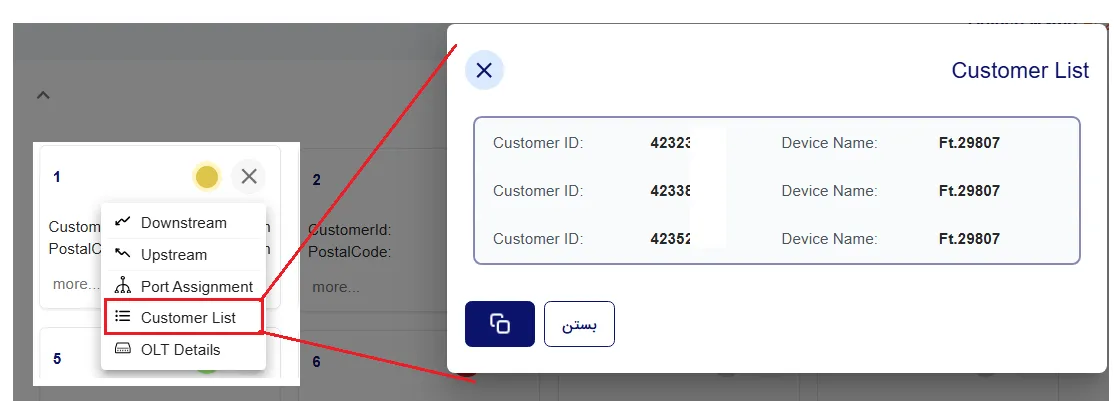 1
Downstream
Upstream
more...
Port Assignment
Customer List
5
OLT Details
2
CustomerId:
PostalCode:
more...
6
Customer List
Customer ID: 42323 Device Name: Ft.29807
Customer ID: 42338 Device Name: Ft.29807
Customer ID: 42352 Device Name: Ft.29807
بستن